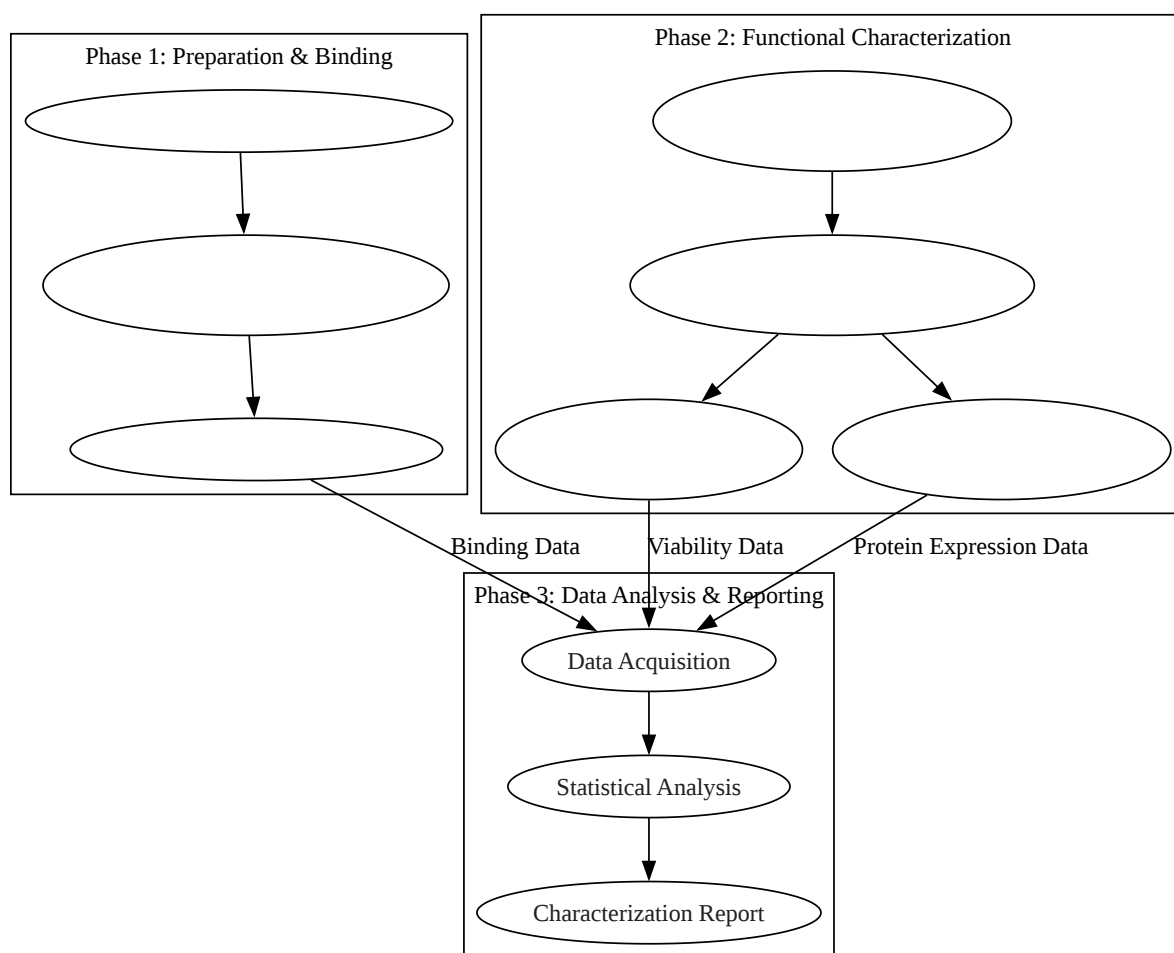 Phase 1: Preparation & Binding
Phase 2: Functional Characterization
Binding Data
Viability Data
Protein Expression Data
Phase 3: Data Analysis & Reporting
Data Acquisition
Statistical Analysis
Characterization Report